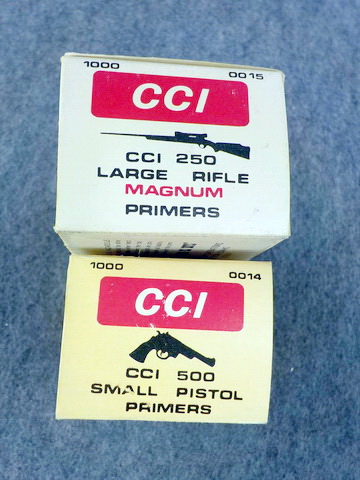 1000 0015
CCI
CCI 250
LARGE RIFLE
MAGNUM
PRIMERS
1000 0014
CCI
CCI 500
SMALL PISTOL
PRIMERS